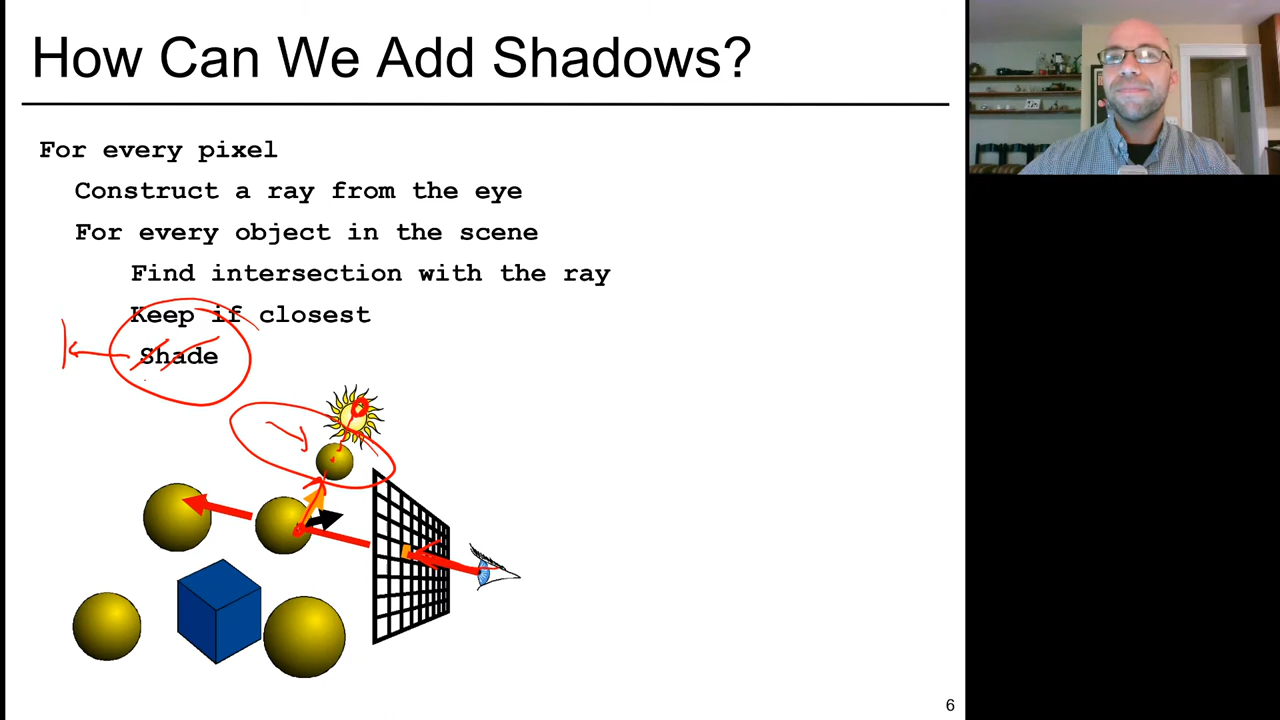 How Can We Add Shadows?
For every pixel
Construct a ray from the eye
For every object in the scene
Find intersection with the ray
Keep if closest
Shade
6